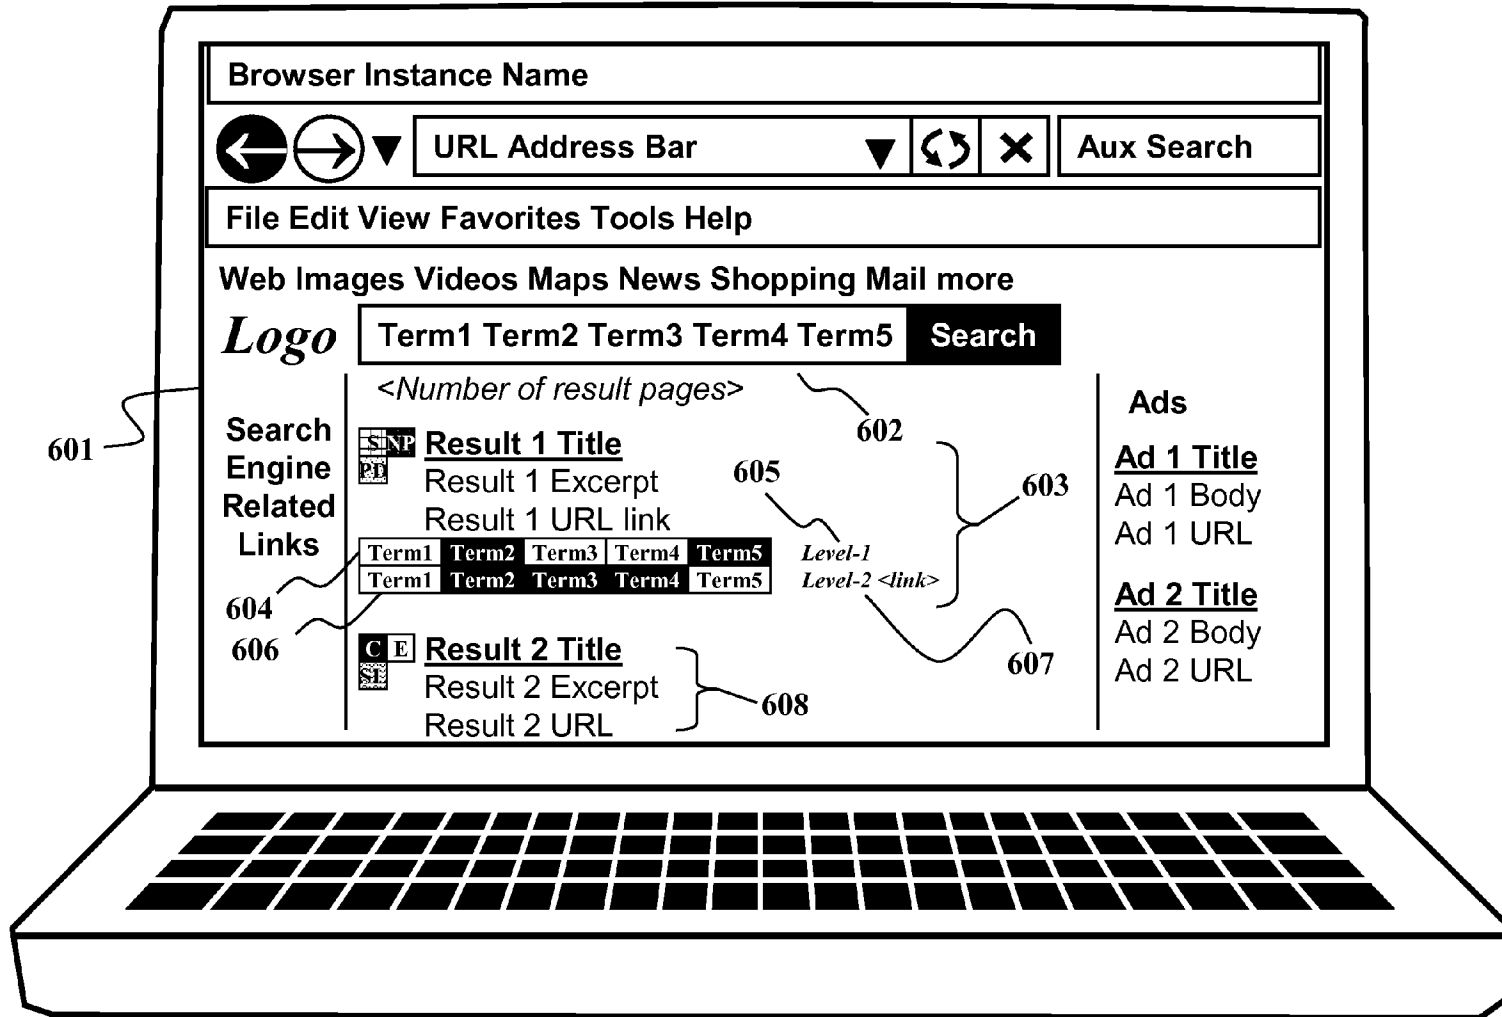 Browser Instance Name
URL Address Bar
Aux Search
File Edit View Favorites Tools Help
Web Images Videos Maps News Shopping Mail more
Logo
Term1 Term2 Term3 Term4 Term5
Search
<Number of result pages>
601
602
Search
Engine
Related
Links
S NP
PD
Result 1 Title
Result 1 Excerpt
Result 1 URL link
605
603
Term1 Term2 Term3 Term4 Term5
Level-1
Term1 Term2 Term3 Term4 Term5
Level-2 <link>
604
606
607
C E
SI
Result 2 Title
Result 2 Excerpt
Result 2 URL
608
Ads
Ad 1 Title
Ad 1 Body
Ad 1 URL
Ad 2 Title
Ad 2 Body
Ad 2 URL